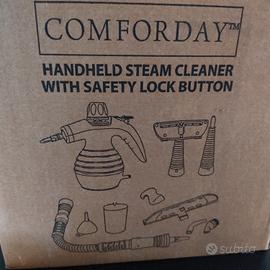 COMFORDAY™
HANDHELD STEAM CLEANER
WITH SAFETY LOCK BUTTON
subito